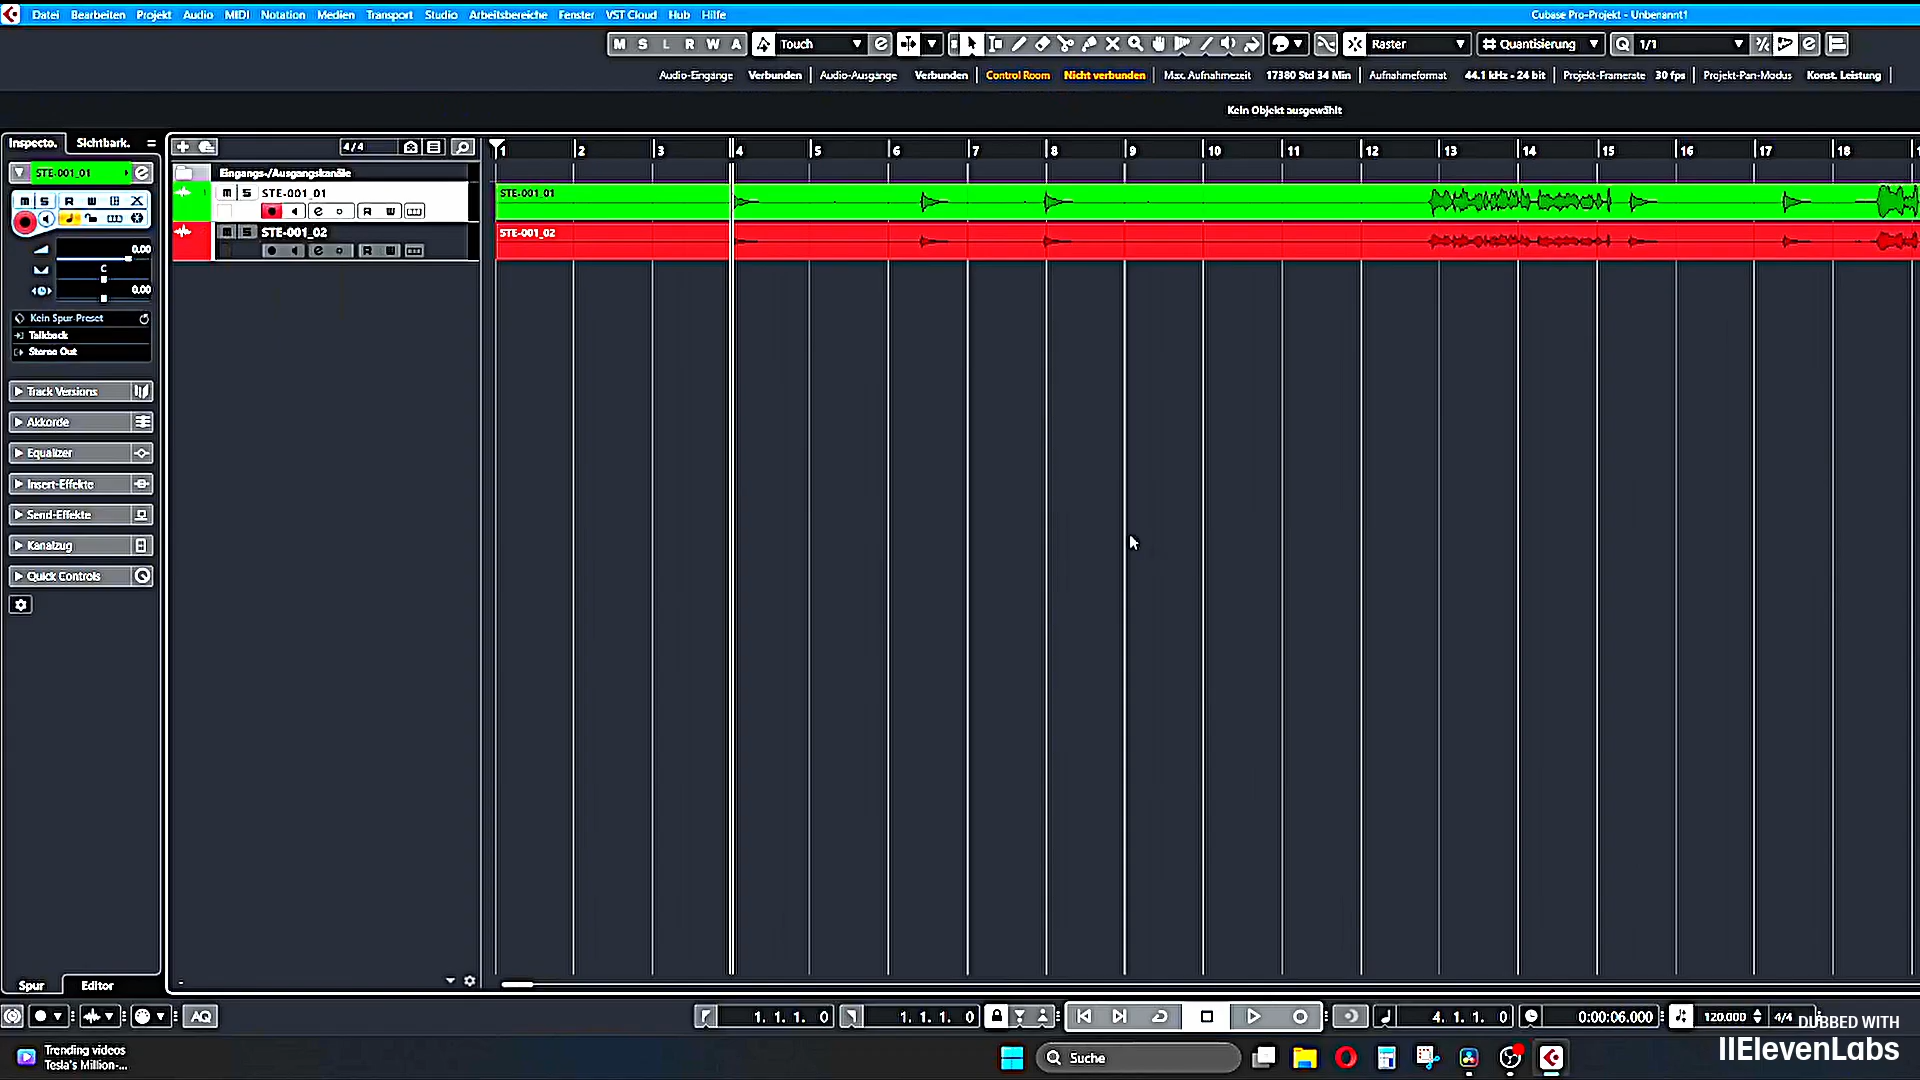 Datei Bearbeiten Projekt Audio MIDI Notation Medien Transport Studio Arbeitsbereiche Fenster VST Cloud Hub Hilfe Cubase Pro-Projekt - Unbenannt1
M S L R W A Touch Raster Quantisierung Q 1/1
Audio-Eingänge Verbunden Audio-Ausgänge Verbunden Control Room Nicht verbunden Max. Aufnahmezeit 17380 Std 34 Min Aufnahmeformat 44.1 kHz - 24 bit Projekt-Framerate 30 fps Projekt-Pan-Modus Konst. Leistung
Kein Objekt ausgewählt
Inspecto. Sichtbark. 4/4 1 2 3 4 5 6 7 8 9 10 11 12 13 14 15 16 17 18
STE-001_01 Eingangs-/Ausgangskanäle
m S STE-001_01 STE-001_01
m S R W
R W
m S STE-001_02 STE-001_02
R W
0.00
C
0.00
Kein Spur-Preset
Talkback
Stereo Out
Track Versions
Akkorde
Equalizer
Insert-Effekte
Send-Effekte
Kanalzug
Quick Controls
Spur Editor
AQ 1. 1. 1. 0 1. 1. 1. 0 4. 1. 1. 0 0:00:06.000 120.000 4/4
DUBBED WITH
IIElevenLabs
Trending videos
Tesla's Million-...
Suche